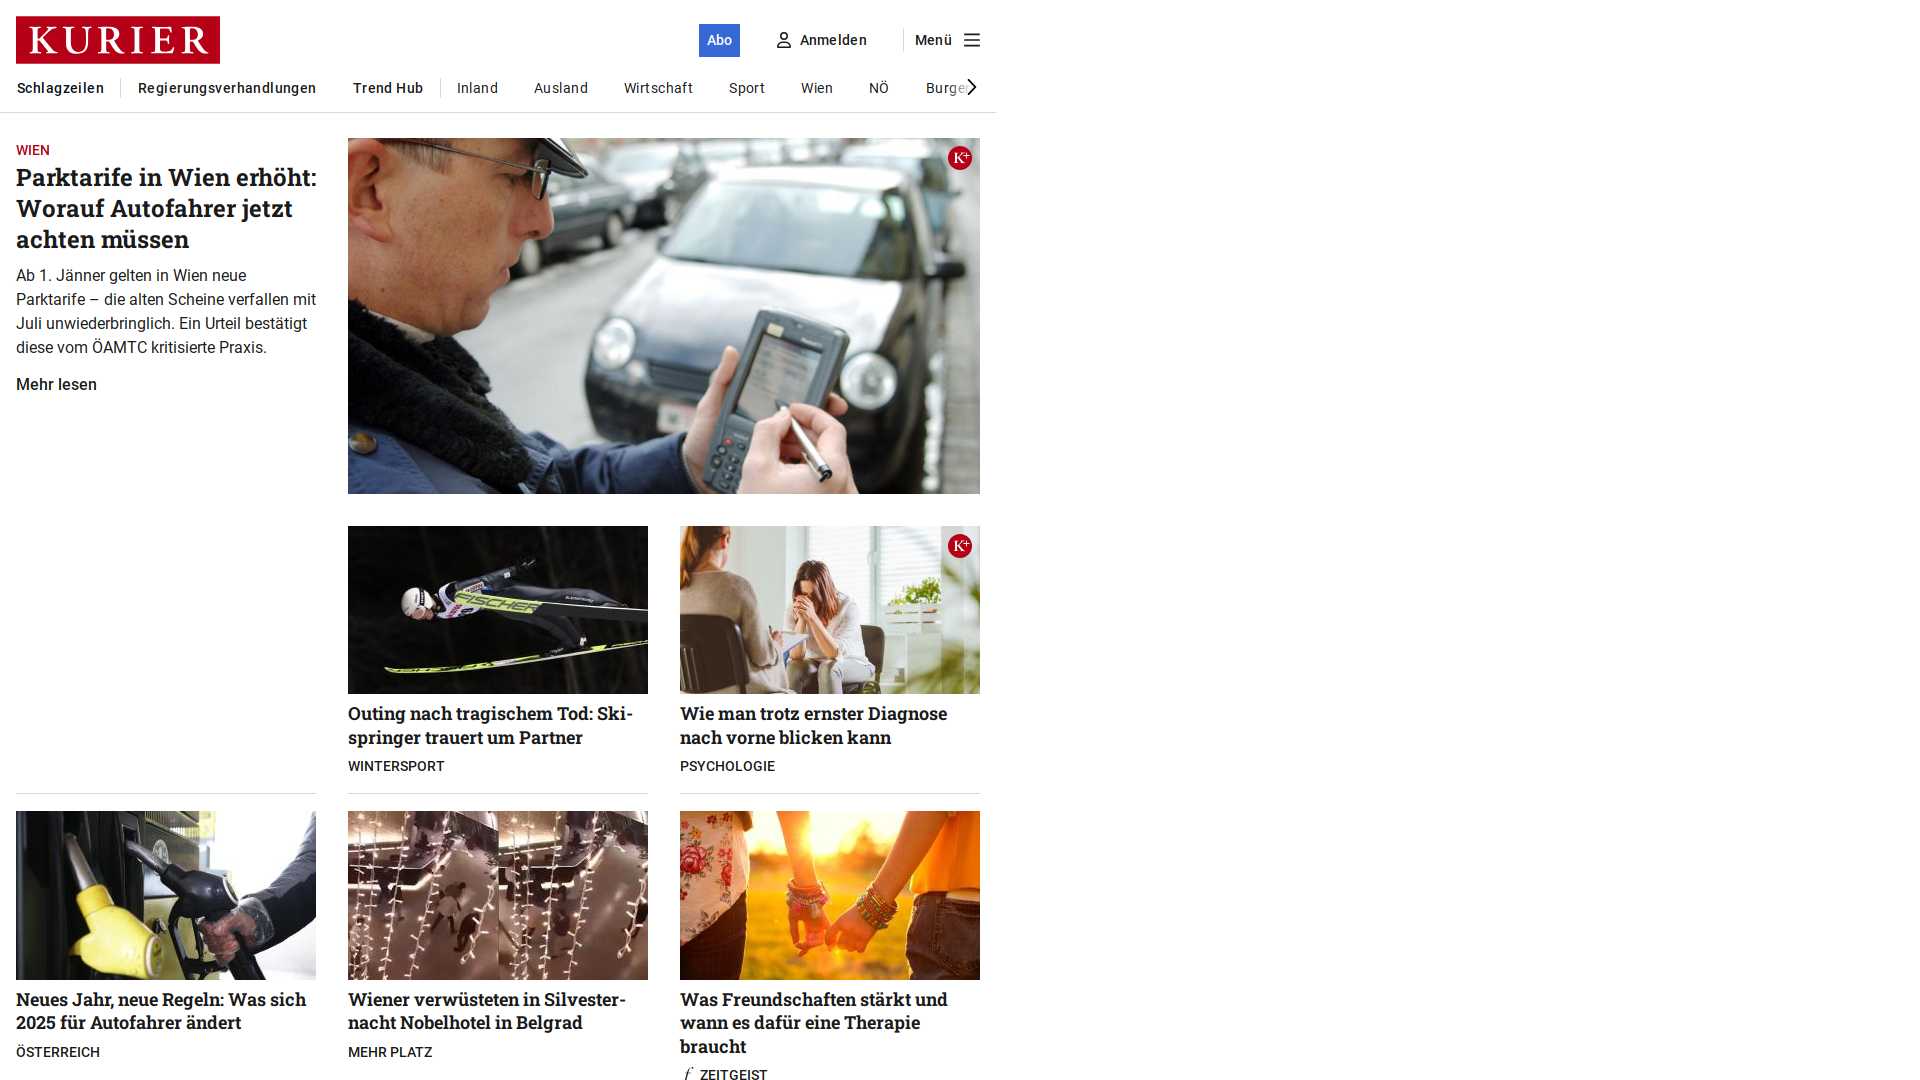 KURIER
Abo
Anmelden
Menü
Schlagzeilen
Regierungsverhandlungen
Trend Hub
Inland
Ausland
Wirtschaft
Sport
Wien
NÖ
WIEN
Parktarife in Wien erhöht:
Worauf Autofahrer jetzt
achten müssen
Ab 1. Jänner gelten in Wien neue
Parktarife – die alten Scheine verfallen mit
Juli unwiederbringlich. Ein Urteil bestätigt
diese vom ÖAMTC kritisierte Praxis.
Mehr lesen
K+
FISCHER
K+
Outing nach tragischem Tod: Ski-
springer trauert um Partner
WINTERSPORT
Wie man trotz ernster Diagnose
nach vorne blicken kann
PSYCHOLOGIE
Neues Jahr, neue Regeln: Was sich
2025 für Autofahrer ändert
ÖSTERREICH
Wiener verwüsteten in Silvester-
nacht Nobelhotel in Belgrad
MEHR PLATZ
Was Freundschaften stärkt und
wann es dafür eine Therapie
braucht
f ZEITGEIST